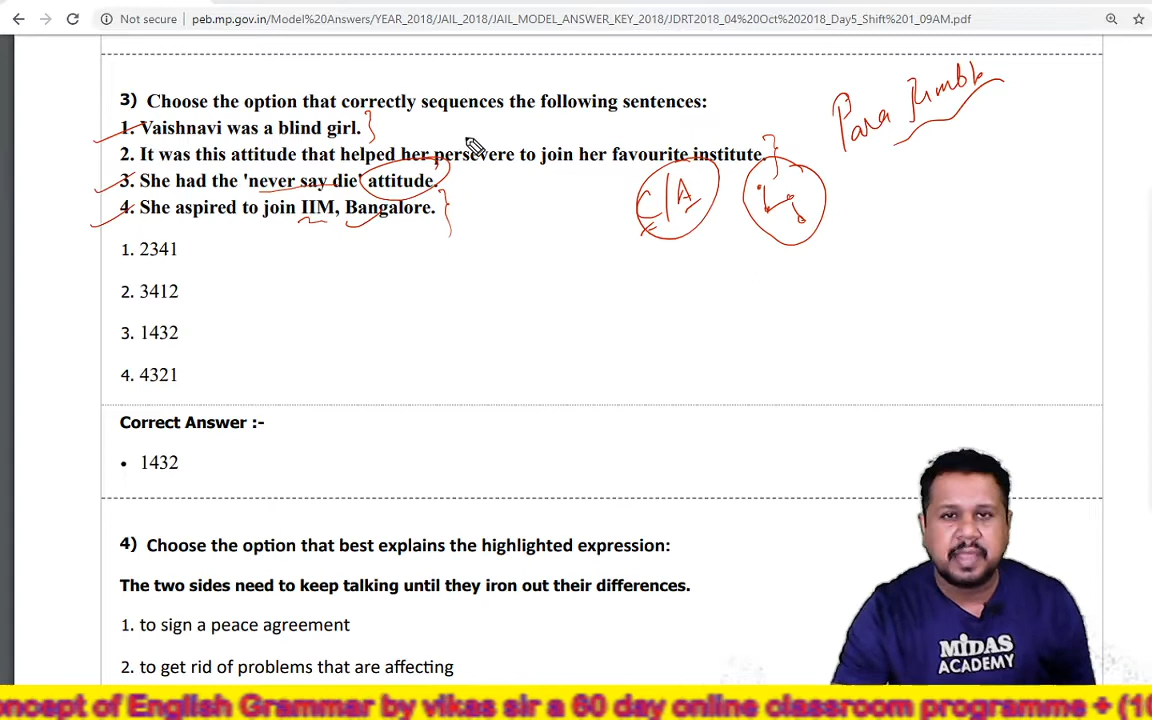 Not secure
peb.mp.gov.in/Model%20Answers/YEAR_2018/JAIL_2018/JAIL_MODEL_ANSWER_KEY_2018/JDRT2018_04%20Oct%202018_Day5_Shift%201_09AM.pdf
Para Jumble
3) Choose the option that correctly sequences the following sentences:
1. Vaishnavi was a blind girl.
2. It was this attitude that helped her persevere to join her favourite institute.
3. She had the 'never say die' attitude.
4. She aspired to join IIM, Bangalore.
C/A
1. 2341
2. 3412
3. 1432
4. 4321
Correct Answer :-
• 1432
4) Choose the option that best explains the highlighted expression:
The two sides need to keep talking until they iron out their differences.
1. to sign a peace agreement
2. to get rid of problems that are affecting
MIDAS
ACADEMY
oncept of English Grammar by vikas sir a 60 day online classroom programme + (10